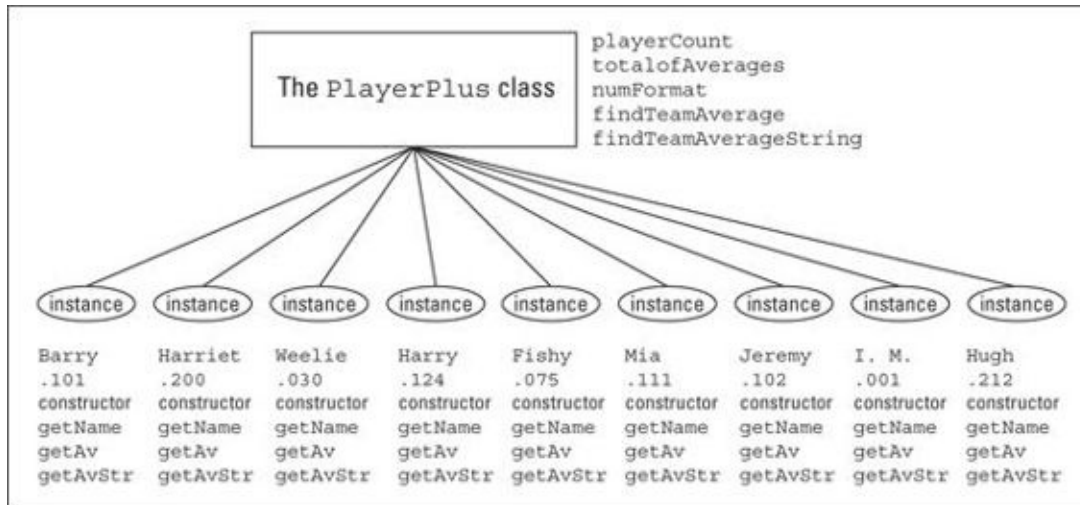 The PlayerPlus class
playerCount
totalofAverages
numFormat
findTeamAverage
findTeamAverageString
instance instance instance instance instance instance instance instance instance
Barry Harriet Weelie Harry Fishy Mia Jeremy I. M. Hugh
.101 .200 .030 .124 .075 .111 .102 .001 .212
constructor constructor constructor constructor constructor constructor constructor constructor constructor
getName getName getName getName getName getName getName getName getName
getAv getAv getAv getAv getAv getAv getAv getAv getAv
getAvStr getAvStr getAvStr getAvStr getAvStr getAvStr getAvStr getAvStr getAvStr